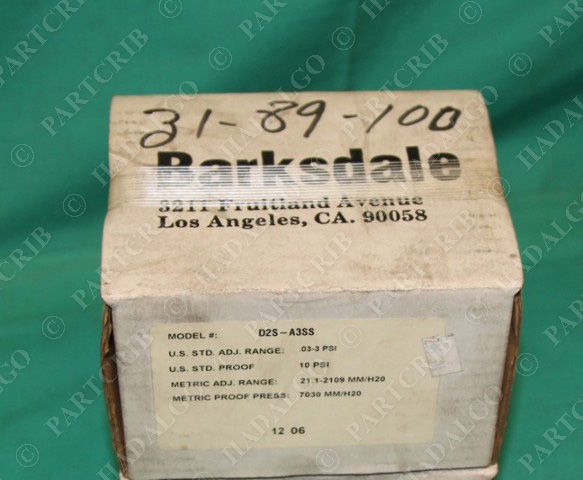 31-89-100
Barksdale
3211 Fruitland Avenue
Los Angeles, CA. 90058
MODEL #: D2S-A3SS
U.S. STD. ADJ. RANGE: .03-3 PSI
U.S. STD. PROOF 10 PSI
METRIC ADJ. RANGE: 21.1-2109 MM/H20
METRIC PROOF PRESS: 7030 MM/H20
12 06
© PARTCRIB
© HADALGO